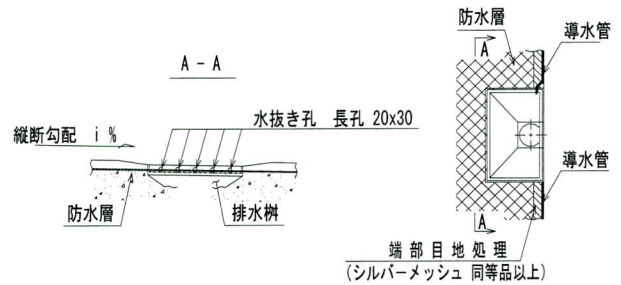 A - A
縦断勾配 i %
水抜き孔 長孔 20x30
防水層
排水桝
防水層
導水管
A
導水管
A
端部目地処理
(シルバーメッシュ 同等品以上)